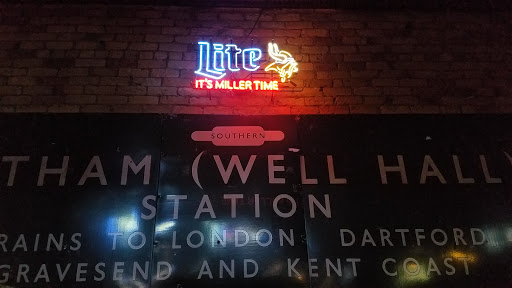 Lite
IT'S MILLER TIME
SOUTHERN
THAM (WELL HALL)
STATION
RAINS TO LONDON, DARTFORD
GRAVESEND AND KENT COAST